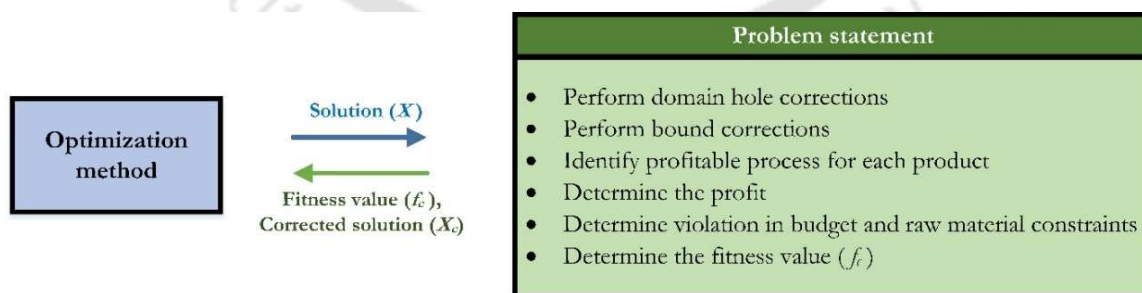 Problem statement
Optimization
method
Solution (X)
Fitness value (fc),
Corrected solution (Xc)
• Perform domain hole corrections
• Perform bound corrections
• Identify profitable process for each product
• Determine the profit
• Determine violation in budget and raw material constraints
• Determine the fitness value (fc)